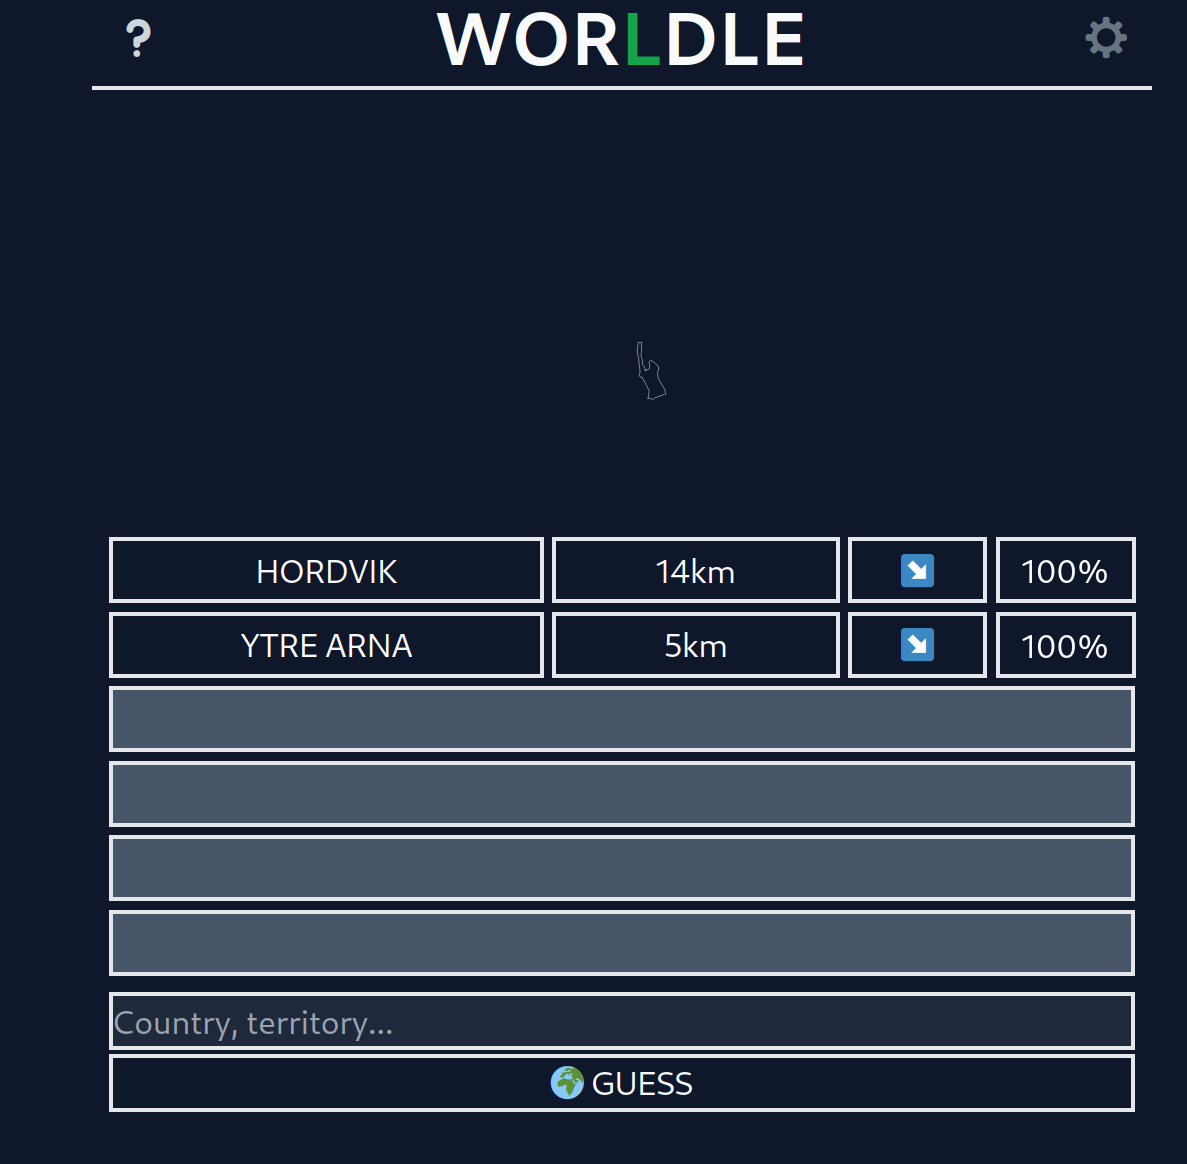 ?
WORLDLE
HORDVIK 14km ↘ 100%
YTRE ARNA 5km ↘ 100%
Country, territory...
GUESS